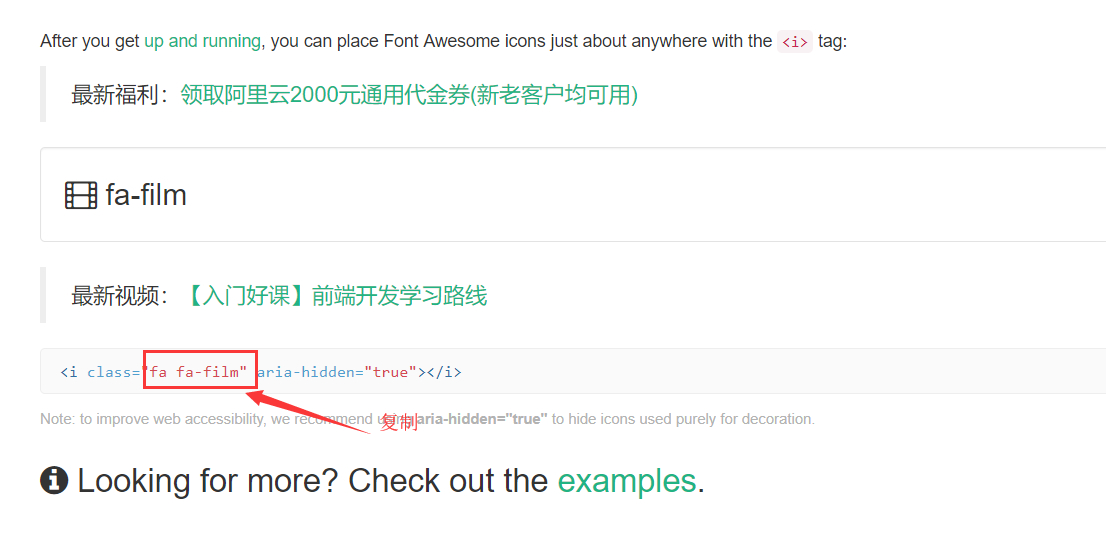 After you get up and running, you can place Font Awesome icons just about anywhere with the <i> tag:
最新福利：领取阿里云2000元通用代金券(新老客户均可用)
fa-film
最新视频：【入门好课】前端开发学习路线
<i class="fa fa-film" aria-hidden="true"></i>
Note: to improve web accessibility, we recommend using aria-hidden="true" to hide icons used purely for decoration.
复制
Looking for more? Check out the examples.